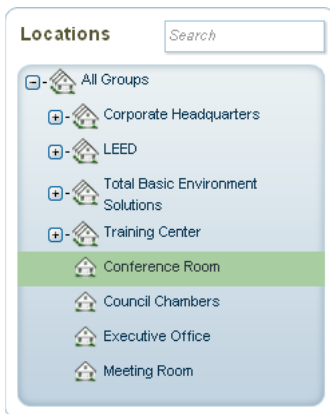 Locations
Search
All Groups
Corporate Headquarters
LEED
Total Basic Environment
Solutions
Training Center
Conference Room
Council Chambers
Executive Office
Meeting Room